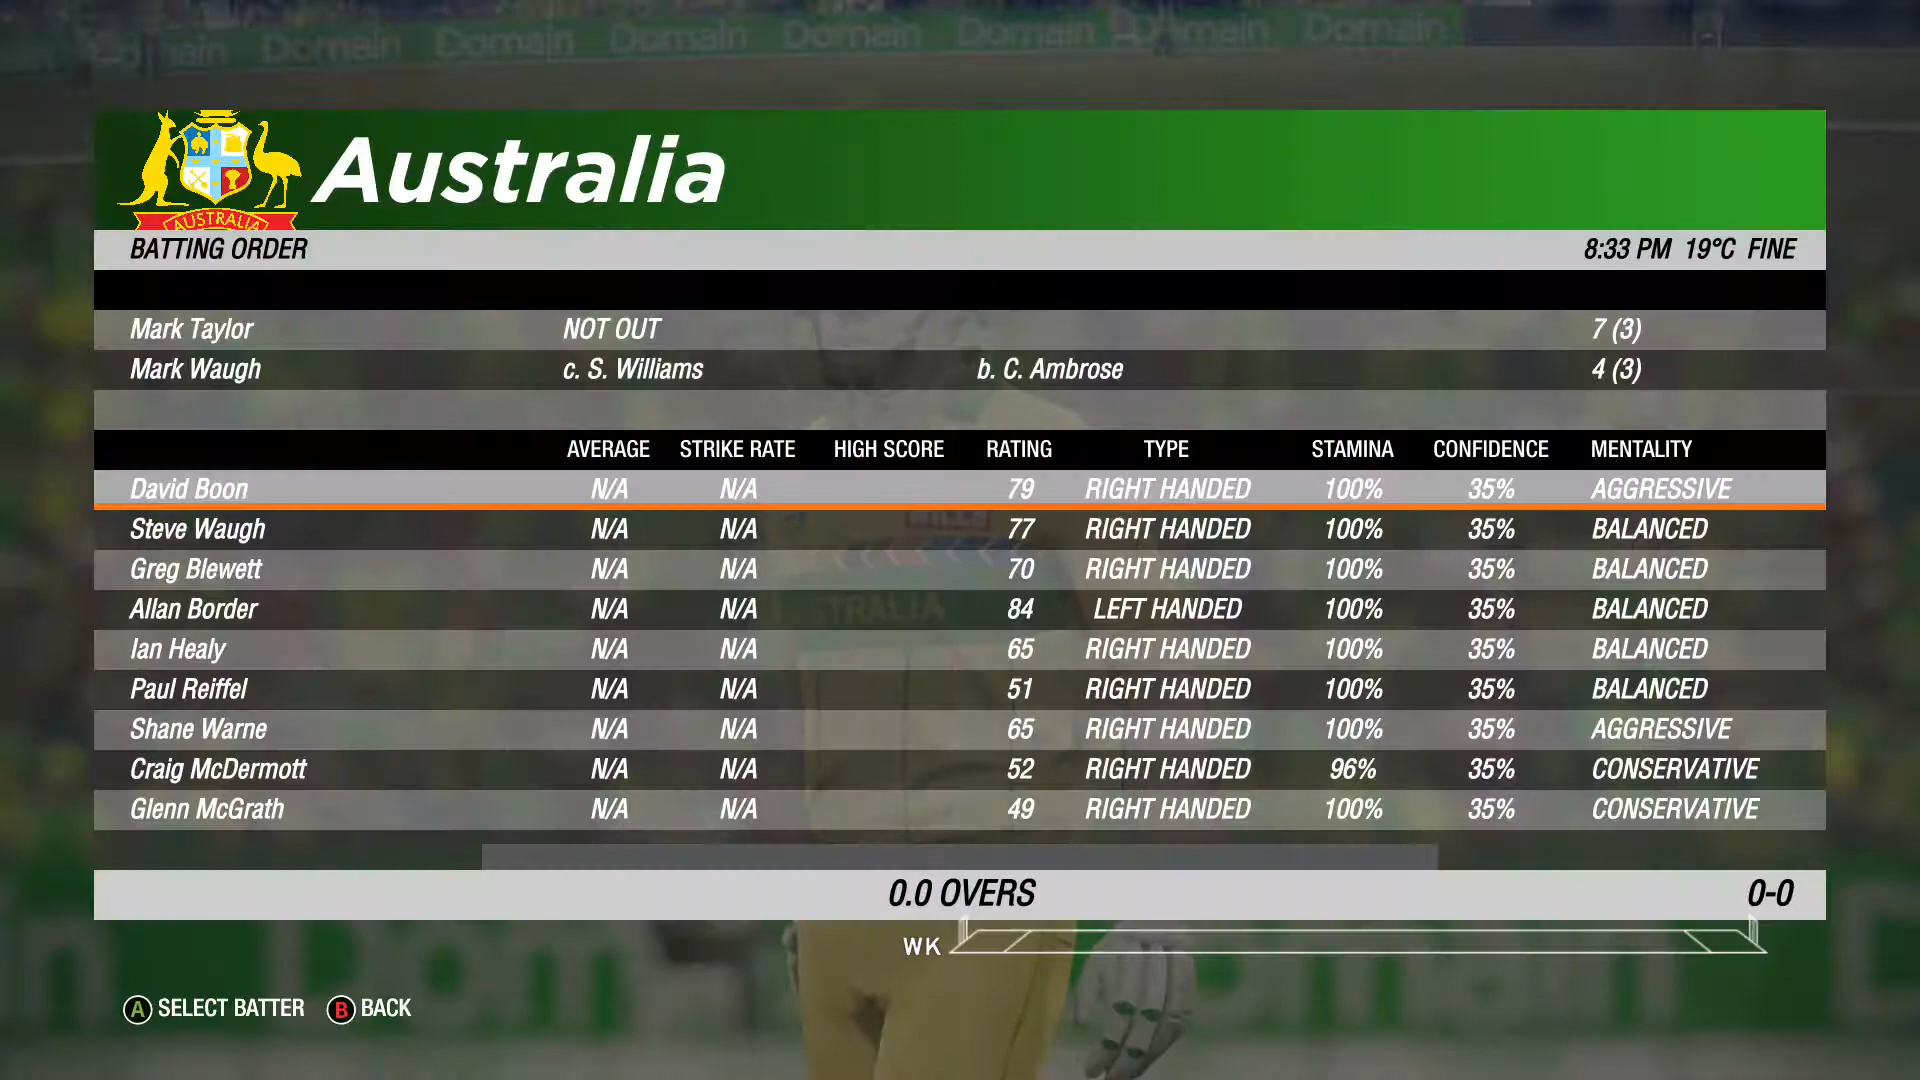 Domain Domain Domain Domain Domain Domain Domain
AUSTRALIA
Australia
BATTING ORDER 8:33 PM 19°C FINE
Mark Taylor NOT OUT 7 (3)
Mark Waugh c. S. Williams b. C. Ambrose 4 (3)
AVERAGE STRIKE RATE HIGH SCORE RATING TYPE STAMINA CONFIDENCE MENTALITY
David Boon N/A N/A 79 RIGHT HANDED 100% 35% AGGRESSIVE
Steve Waugh N/A N/A 77 RIGHT HANDED 100% 35% BALANCED
Greg Blewett N/A N/A 70 RIGHT HANDED 100% 35% BALANCED
Allan Border N/A N/A 84 LEFT HANDED 100% 35% BALANCED
Ian Healy N/A N/A 65 RIGHT HANDED 100% 35% BALANCED
Paul Reiffel N/A N/A 51 RIGHT HANDED 100% 35% BALANCED
Shane Warne N/A N/A 65 RIGHT HANDED 100% 35% AGGRESSIVE
Craig McDermott N/A N/A 52 RIGHT HANDED 96% 35% CONSERVATIVE
Glenn McGrath N/A N/A 49 RIGHT HANDED 100% 35% CONSERVATIVE
0.0 OVERS 0-0
WK
A SELECT BATTER B BACK